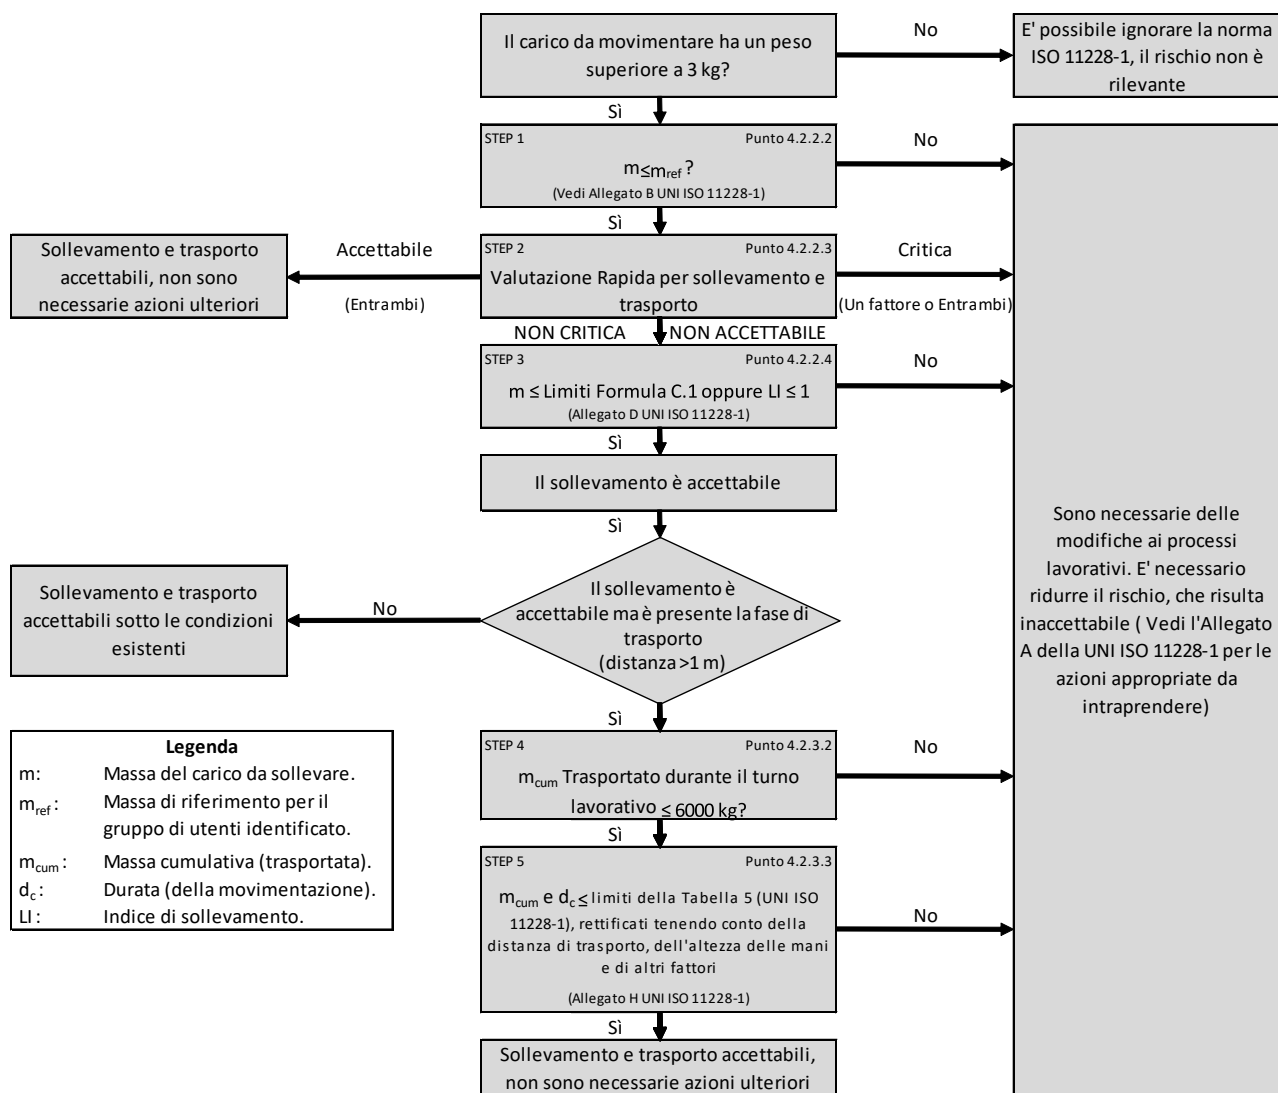 Il carico da movimentare ha un peso
superiore a 3 kg?
No
E' possibile ignorare la norma
ISO 11228-1, il rischio non è
rilevante
Sì
STEP 1 Punto 4.2.2.2
m≤mref ?
(Vedi Allegato B UNI ISO 11228-1)
No
Sì
Sollevamento e trasporto
accettabili, non sono
necessarie azioni ulteriori
Accettabile
(Entrambi)
STEP 2 Punto 4.2.2.3
Valutazione Rapida per sollevamento e
trasporto
Critica
(Un fattore o Entrambi)
NON CRITICA NON ACCETTABILE
STEP 3 Punto 4.2.2.4
m ≤ Limiti Formula C.1 oppure LI ≤ 1
(Allegato D UNI ISO 11228-1)
No
Sì
Il sollevamento è accettabile
Sì
Il sollevamento è
accettabile ma è presente la fase di
trasporto
(distanza >1 m)
No
Sollevamento e trasporto
accettabili sotto le condizioni
esistenti
Sono necessarie delle
modifiche ai processi
lavorativi. E' necessario
ridurre il rischio, che risulta
inaccettabile ( Vedi l'Allegato
A della UNI ISO 11228-1 per le
azioni appropriate da
intraprendere)
Sì
STEP 4 Punto 4.2.3.2
mcum Trasportato durante il turno
lavorativo ≤ 6000 kg?
No
Sì
STEP 5 Punto 4.2.3.3
mcum e dc ≤ limiti della Tabella 5 (UNI ISO
11228-1), rettificati tenendo conto della
distanza di trasporto, dell'altezza delle mani
e di altri fattori
(Allegato H UNI ISO 11228-1)
No
Sì
Sollevamento e trasporto accettabili,
non sono necessarie azioni ulteriori
Legenda
m: Massa del carico da sollevare.
mref : Massa di riferimento per il
gruppo di utenti identificato.
mcum : Massa cumulativa (trasportata).
dc : Durata (della movimentazione).
LI : Indice di sollevamento.